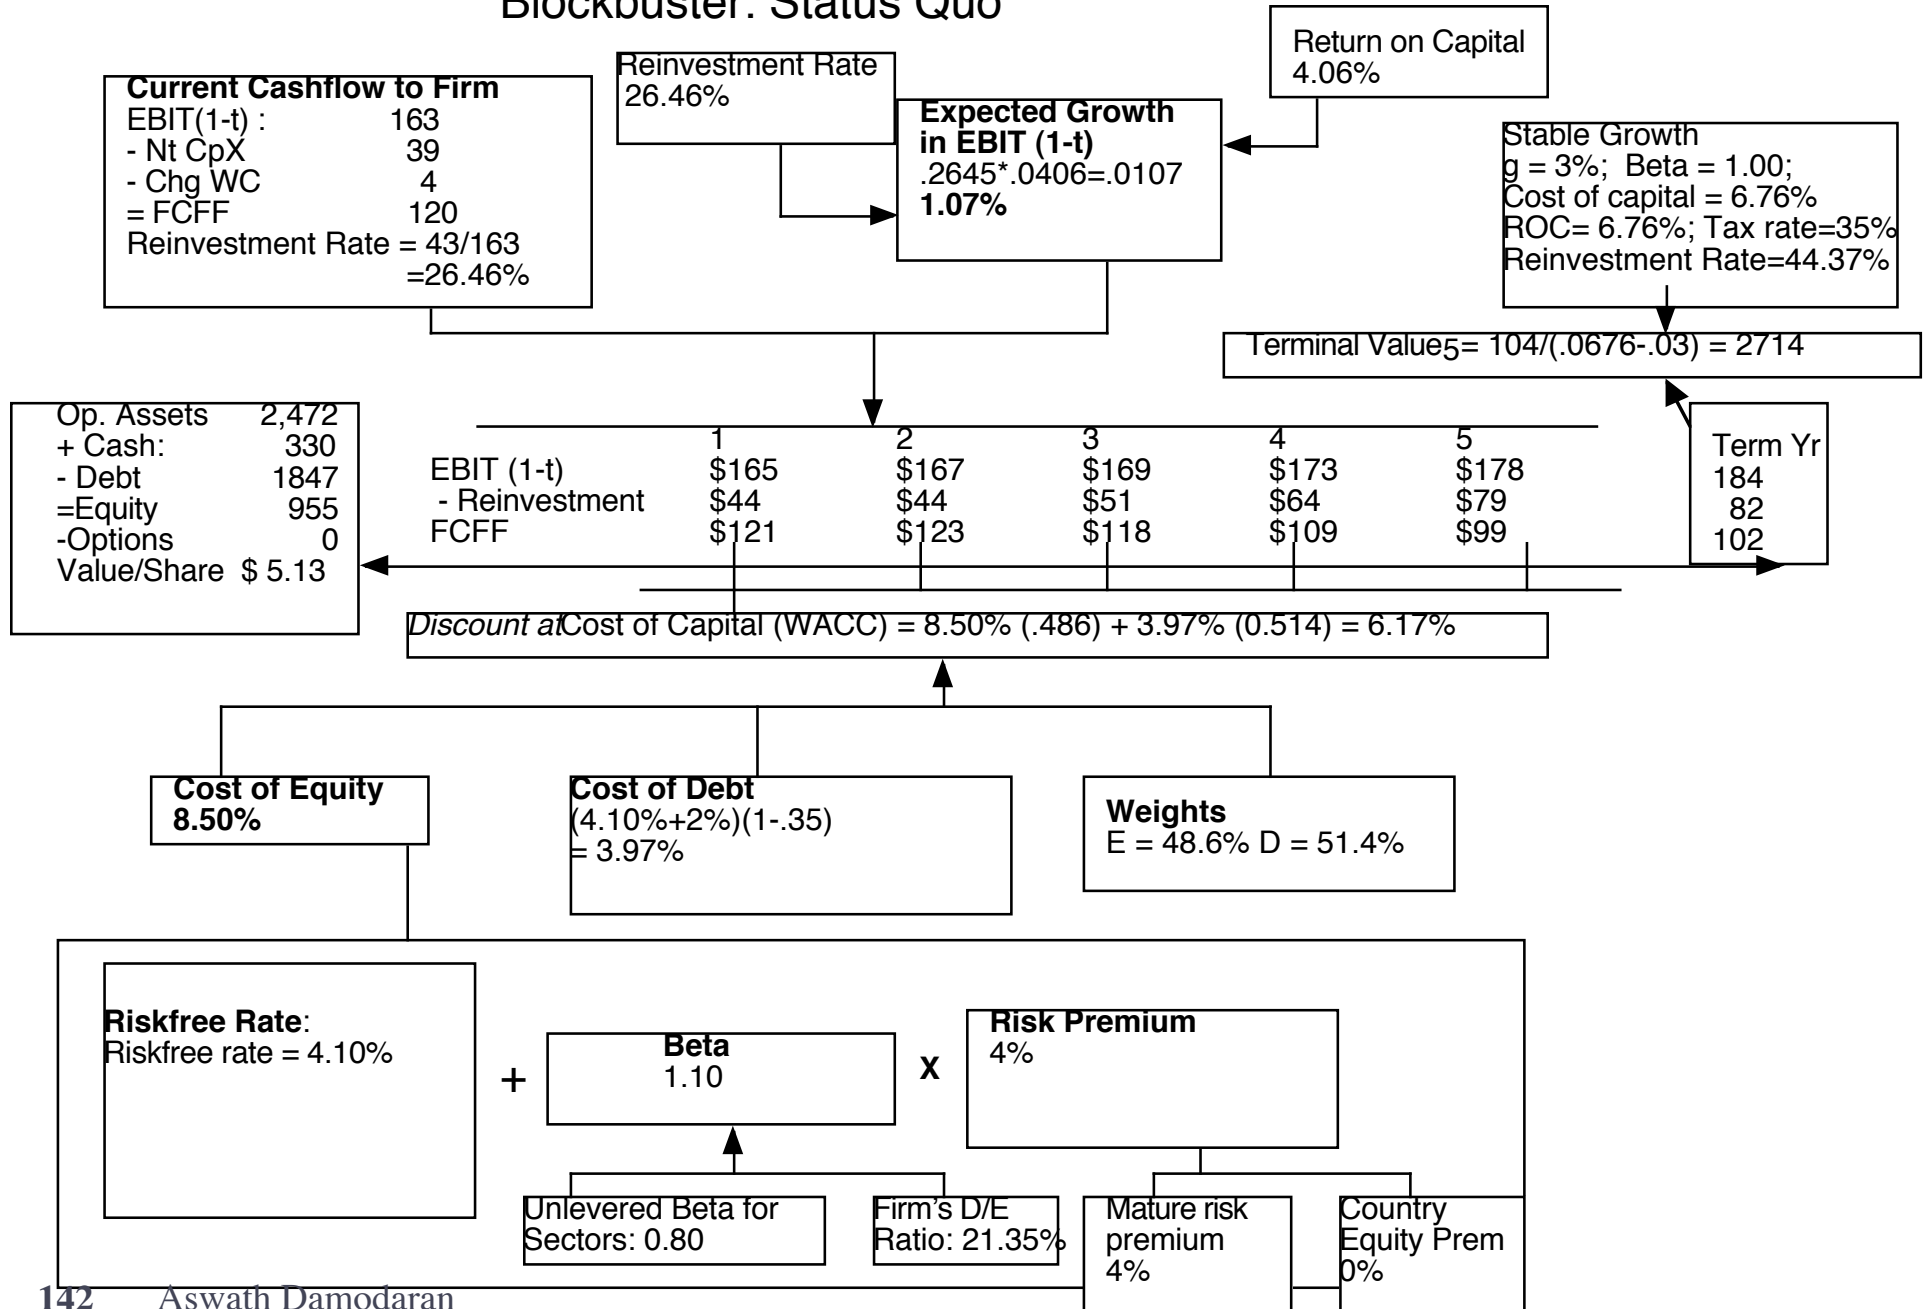 Blockbuster: Status Quo
Return on Capital
4.06%
Reinvestment Rate
26.46%
Current Cashflow to Firm
EBIT(1-t) : 163
- Nt CpX 39
- Chg WC 4
= FCFF 120
Reinvestment Rate = 43/163
=26.46%
Expected Growth
in EBIT (1-t)
.2645*.0406=.0107
1.07%
Stable Growth
g = 3%; Beta = 1.00;
Cost of capital = 6.76%
ROC= 6.76%; Tax rate=35%
Reinvestment Rate=44.37%
Terminal Value5= 104/(.0676-.03) = 2714
Op. Assets 2,472
+ Cash: 330
- Debt 1847
=Equity 955
-Options 0
Value/Share $ 5.13
1 2 3 4 5
EBIT (1-t) $165 $167 $169 $173 $178
- Reinvestment $44 $44 $51 $64 $79
FCFF $121 $123 $118 $109 $99
Term Yr
184
82
102
Discount at Cost of Capital (WACC) = 8.50% (.486) + 3.97% (0.514) = 6.17%
Cost of Equity
8.50%
Cost of Debt
(4.10%+2%)(1-.35)
= 3.97%
Weights
E = 48.6% D = 51.4%
Riskfree Rate:
Riskfree rate = 4.10%
+
Beta
1.10
X
Risk Premium
4%
Unlevered Beta for
Sectors: 0.80
Firm's D/E
Ratio: 21.35%
Mature risk
premium
4%
Country
Equity Prem
0%
142 Aswath Damodaran